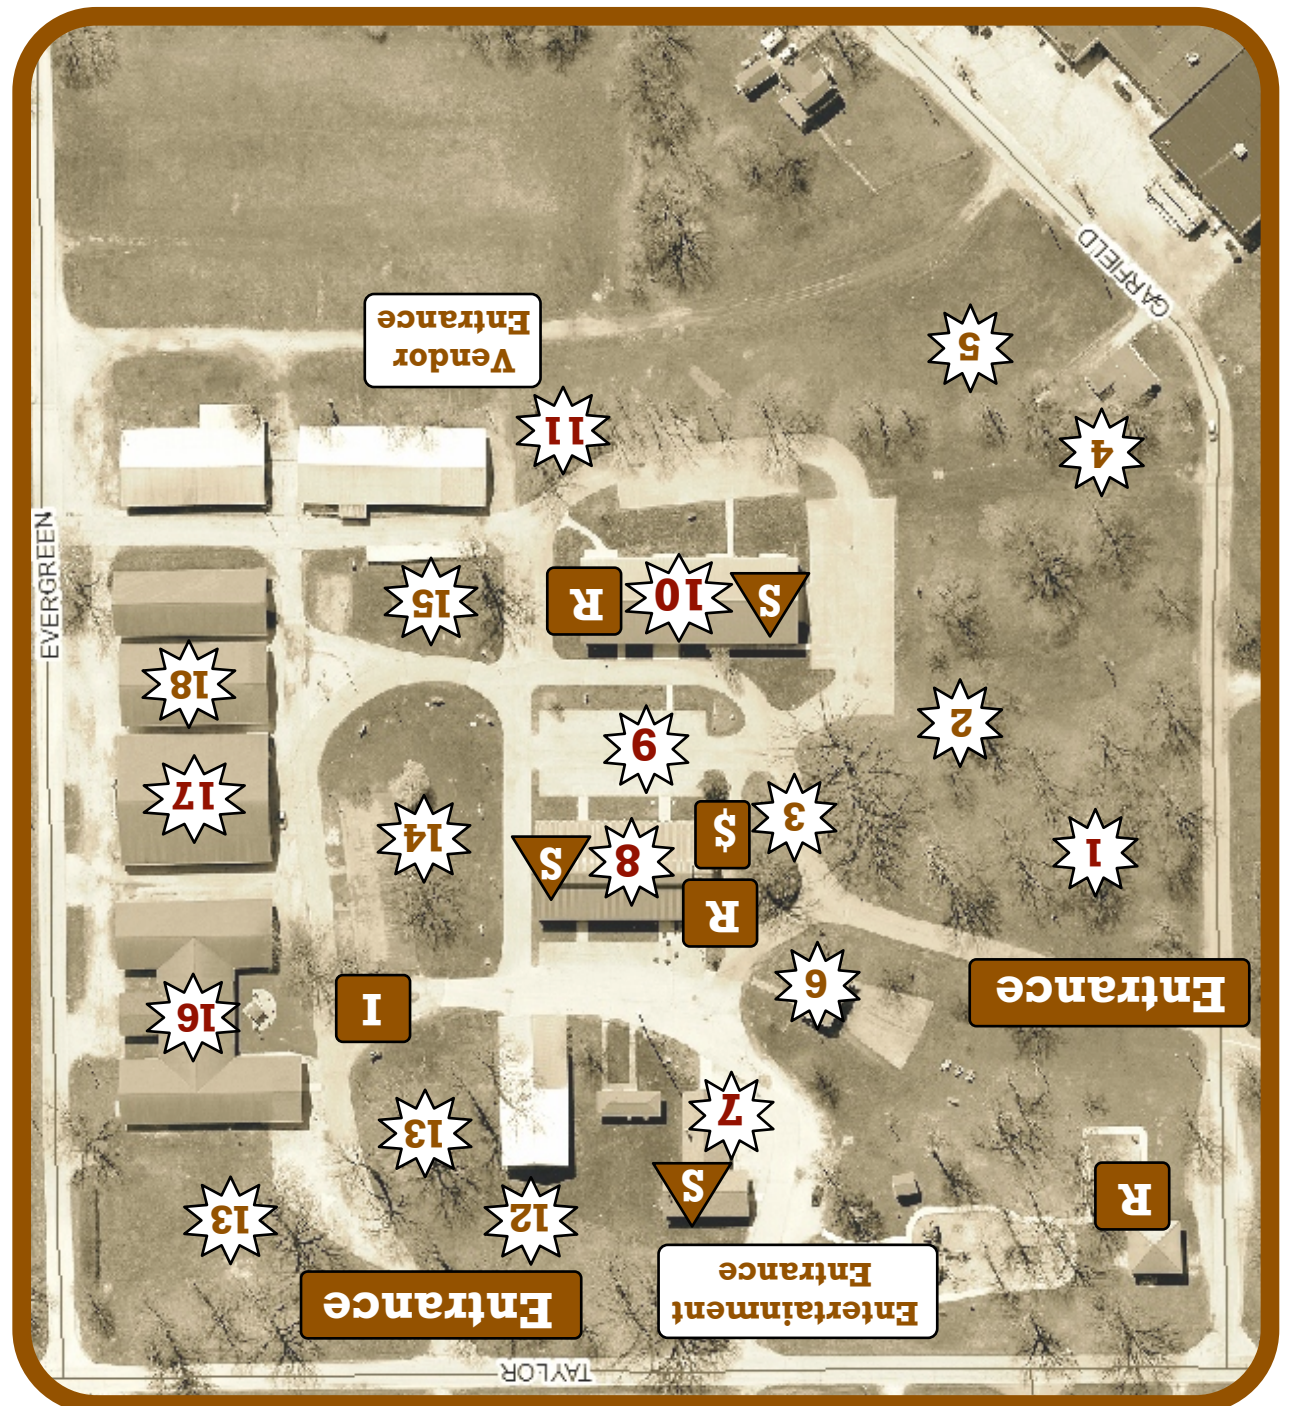 TAYLOR
Entertainment
Entrance
Entrance
R
S
12
13
13
7
Entrance
6
I
16
R
1
3
$
8
S
14
17
2
9
18
S
10
R
15
EVERGREEN
4
11
5
Vendor
Entrance
GARFIELD